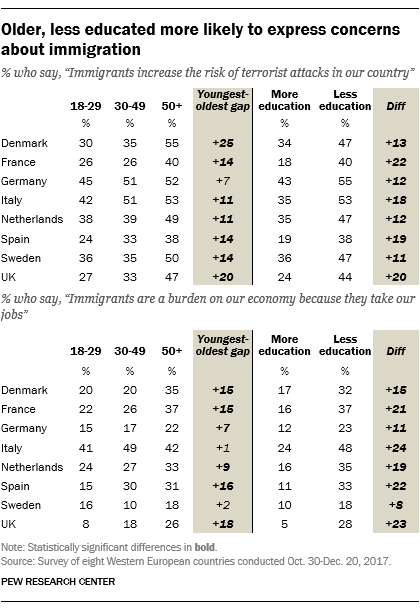 Older, less educated more likely to express concerns
about immigration
% who say, “Immigrants increase the risk of terrorist attacks in our country”
18-29 30-49 50+ Youngest-oldest gap More education Less education Diff
% % % % %
Denmark 30 35 55 +25 34 47 +13
France 26 26 40 +14 18 40 +22
Germany 45 51 52 +7 43 55 +12
Italy 42 51 53 +11 35 53 +18
Netherlands 38 39 49 +11 35 47 +12
Spain 24 33 38 +14 19 38 +19
Sweden 36 35 50 +14 36 47 +11
UK 27 33 47 +20 24 44 +20
% who say, “Immigrants are a burden on our economy because they take our
jobs”
18-29 30-49 50+ Youngest-oldest gap More education Less education Diff
% % % % %
Denmark 20 20 35 +15 17 32 +15
France 22 26 37 +15 16 37 +21
Germany 15 17 22 +7 12 23 +11
Italy 41 49 42 +1 24 48 +24
Netherlands 24 27 33 +9 16 35 +19
Spain 15 30 31 +16 11 33 +22
Sweden 16 10 18 +2 10 18 +8
UK 8 18 26 +18 5 28 +23
Note: Statistically significant differences in bold.
Source: Survey of eight Western European countries conducted Oct. 30-Dec. 20, 2017.
PEW RESEARCH CENTER